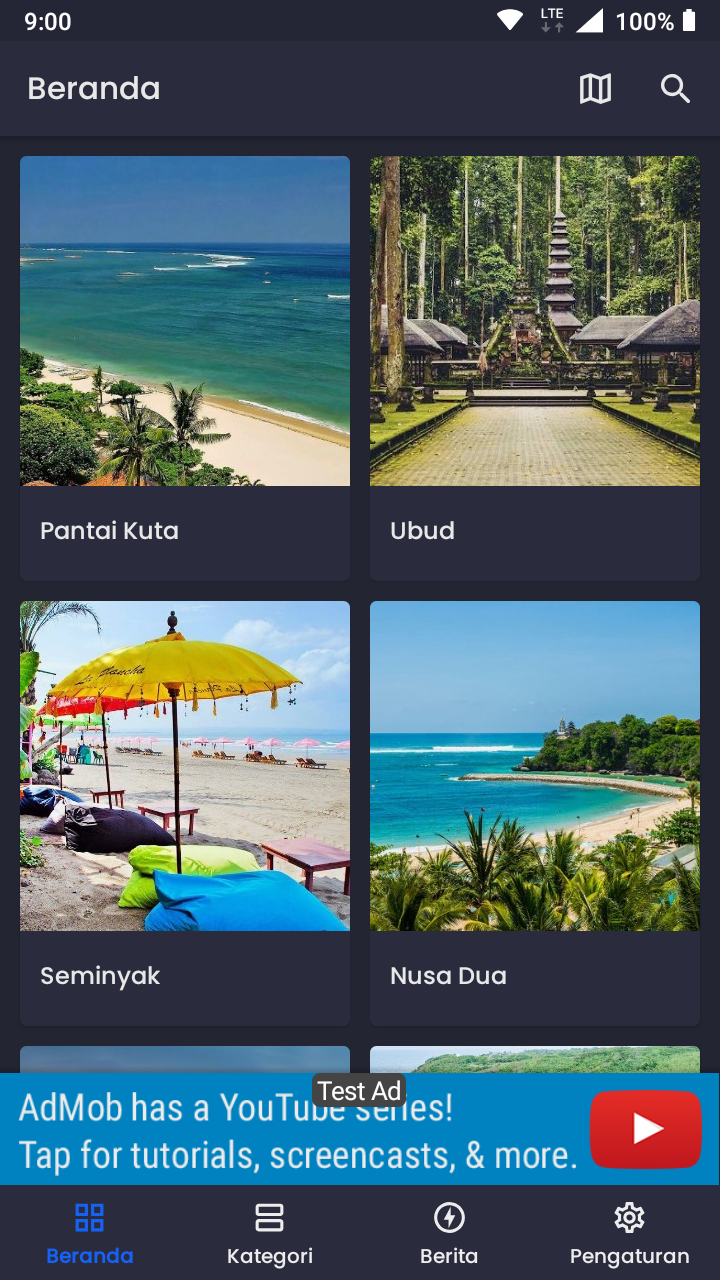 9:00
LTE
100%
Beranda
Pantai Kuta
Ubud
Seminyak
Nusa Dua
Test Ad
AdMob has a YouTube series!
Tap for tutorials, screencasts, & more.
Beranda
Kategori
Berita
Pengaturan